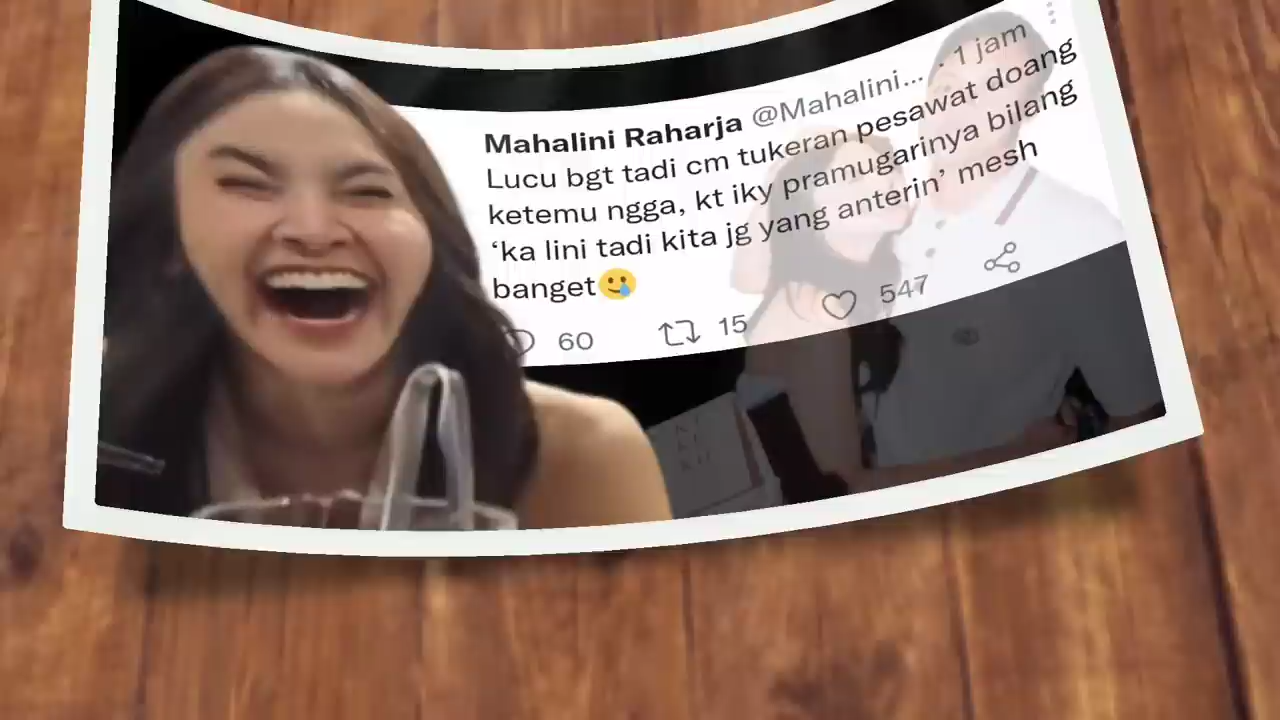 Mahalini Raharja @Mahalini... . 1 jam
Lucu bgt tadi cm tukeran pesawat doang
ketemu ngga, kt iky pramugarinya bilang
‘ka lini tadi kita jg yang anterin’ mesh
banget🥲
60 15 547